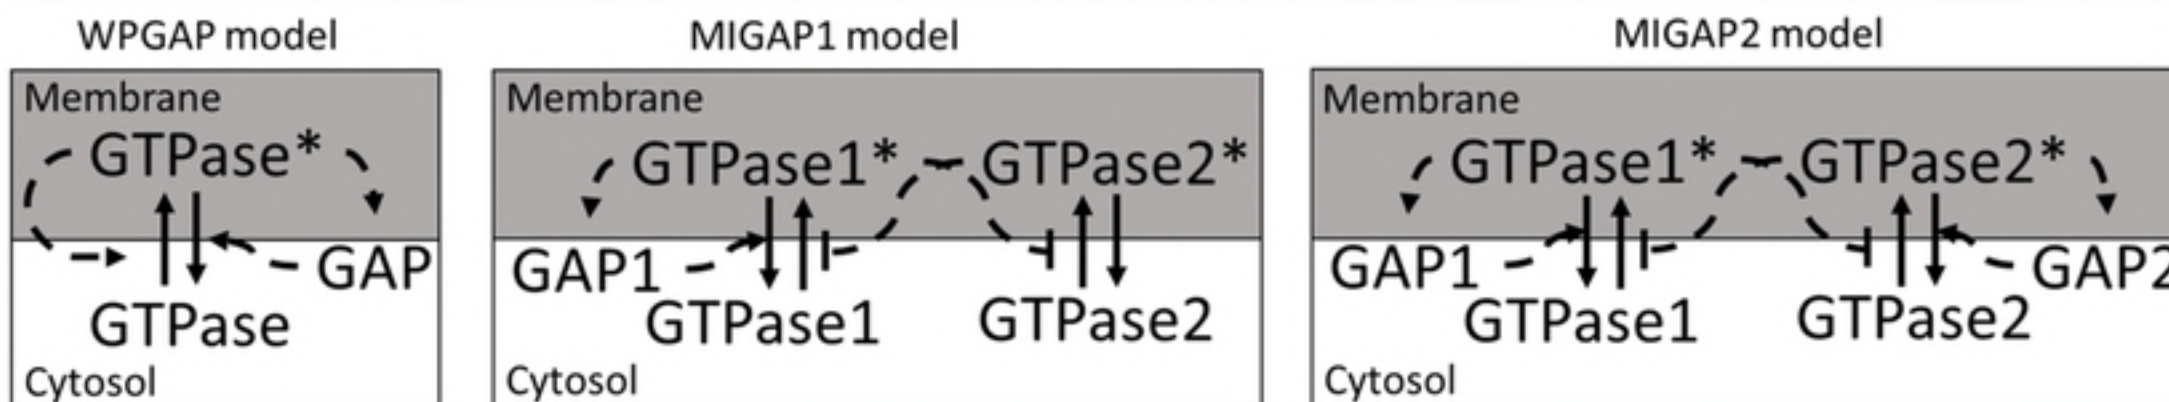 WPGAP model
Membrane
GTPase*
GAP
GTPase
Cytosol
MIGAP1 model
Membrane
GTPase1* GTPase2*
GAP1
GTPase1 GTPase2
Cytosol
MIGAP2 model
Membrane
GTPase1* GTPase2*
GAP1 GAP2
GTPase1 GTPase2
Cytosol